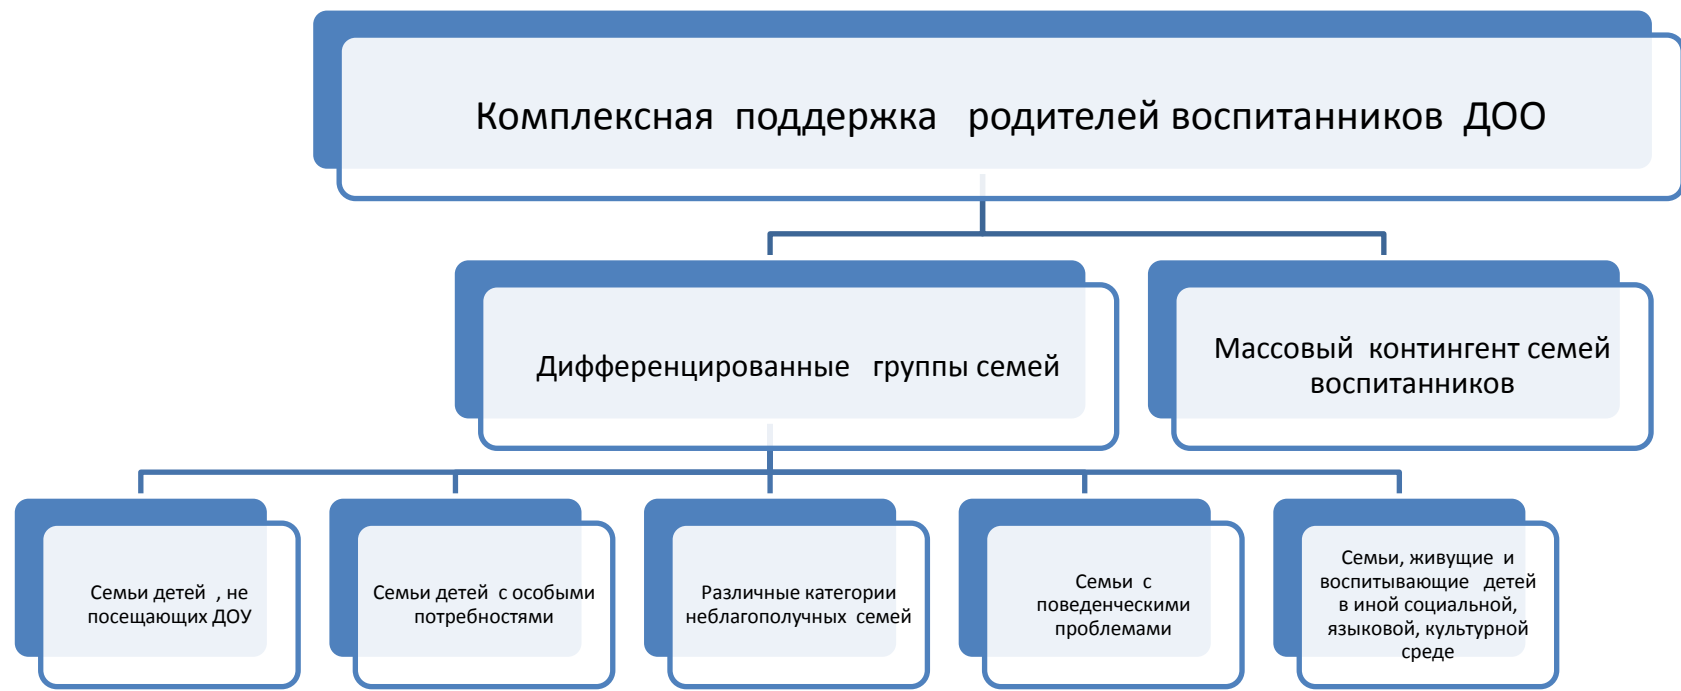 Комплексная поддержка родителей воспитанников ДОО
Дифференцированные группы семей
Массовый контингент семей
воспитанников
Семьи детей , не
посещающих ДОУ
Семьи детей с особыми
потребностями
Различные категории
неблагополучных семей
Семьи с
поведенческими
проблемами
Семьи, живущие и
воспитывающие детей
в иной социальной,
языковой, культурной
среде